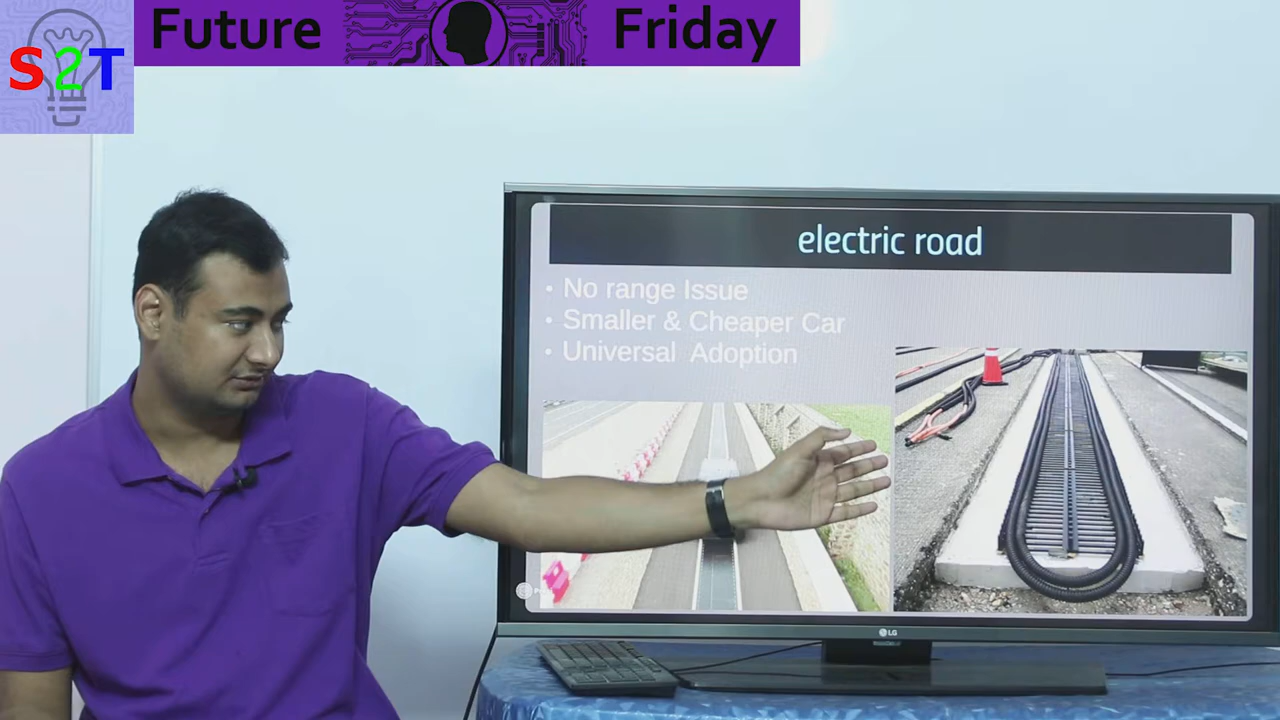 Future Friday
S2T
electric road
• No range Issue
• Smaller & Cheaper Car
• Universal Adoption
LG